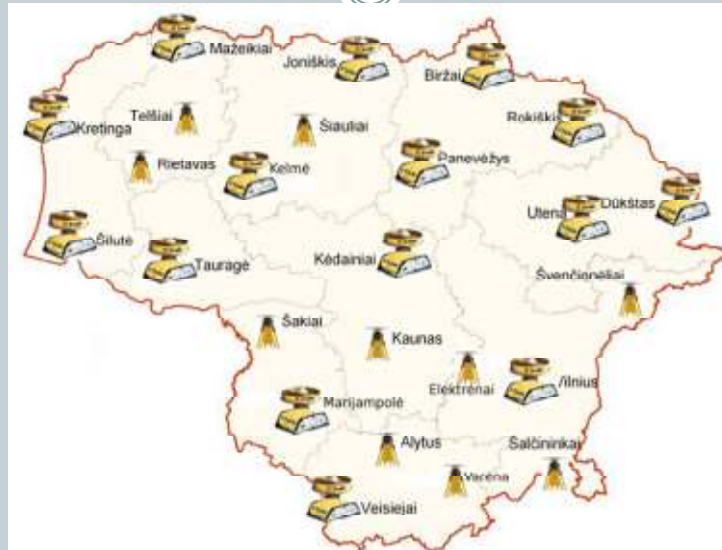 Mažeikiai
Joniškis
Biržai
Telšiai
Kretinga
Šiauliai
Rokiškis
Rietavas
Kelmė
Panevėžys
Utena
Dūkštas
Šilutė
Tauragė
Kėdainiai
Švenčionėliai
Šakiai
Kaunas
Elektrėnai
Vilnius
Marijampolė
Alytus
Šalčininkai
Varėna
Veisiejai